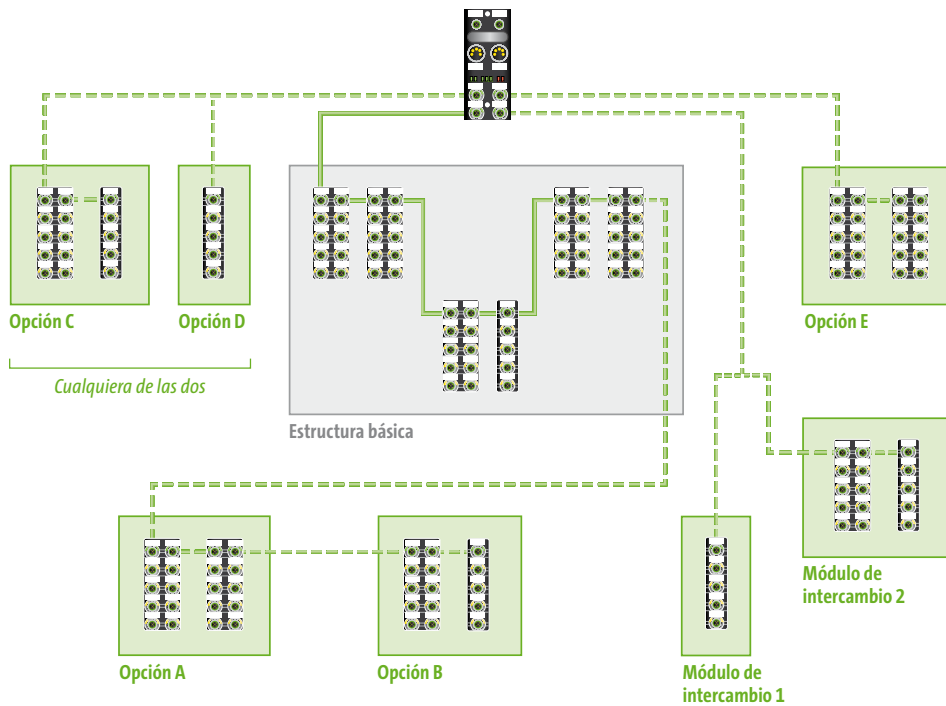 Opción C
Opción D
Opción E
Cualquiera de las dos
Estructura básica
Módulo de
intercambio 2
Opción A
Opción B
Módulo de
intercambio 1